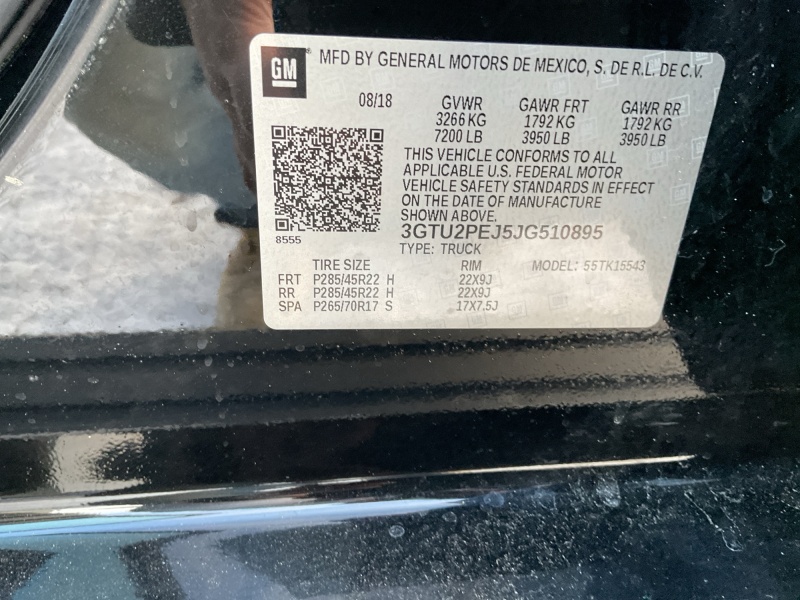 GM ® MFD BY GENERAL MOTORS DE MEXICO, S. DE R.L. DE C.V.
08/18 GVWR GAWR FRT GAWR RR
3266 KG 1792 KG 1792 KG
7200 LB 3950 LB 3950 LB
THIS VEHICLE CONFORMS TO ALL
APPLICABLE U.S. FEDERAL MOTOR
VEHICLE SAFETY STANDARDS IN EFFECT
ON THE DATE OF MANUFACTURE
SHOWN ABOVE.
8555
3GTU2PEJ5JG510895
TYPE: TRUCK
TIRE SIZE RIM MODEL: 55TK15543
FRT P285/45R22 H 22X9J
RR P285/45R22 H 22X9J
SPA P265/70R17 S 17X7.5J